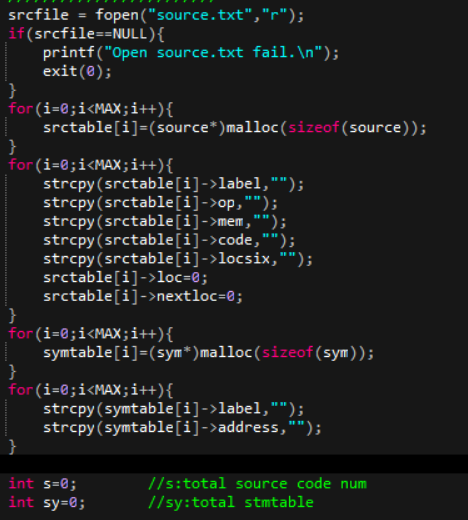 srcfile = fopen("source.txt","r");
if(srcfile==NULL){
    printf("Open source.txt fail.\n");
    exit(0);
}
for(i=0;i<MAX;i++){
    srctable[i]=(source*)malloc(sizeof(source));
}
for(i=0;i<MAX;i++){
    strcpy(srctable[i]->label,"");
    strcpy(srctable[i]->op,"");
    strcpy(srctable[i]->mem,"");
    strcpy(srctable[i]->code,"");
    strcpy(srctable[i]->locsix,"");
    srctable[i]->loc=0;
    srctable[i]->nextloc=0;
}
for(i=0;i<MAX;i++){
    symtable[i]=(sym*)malloc(sizeof(sym));
}
for(i=0;i<MAX;i++){
    strcpy(symtable[i]->label,"");
    strcpy(symtable[i]->address,"");
}
int s=0;        //s:total source code num
int sy=0;       //sy:total stmtable